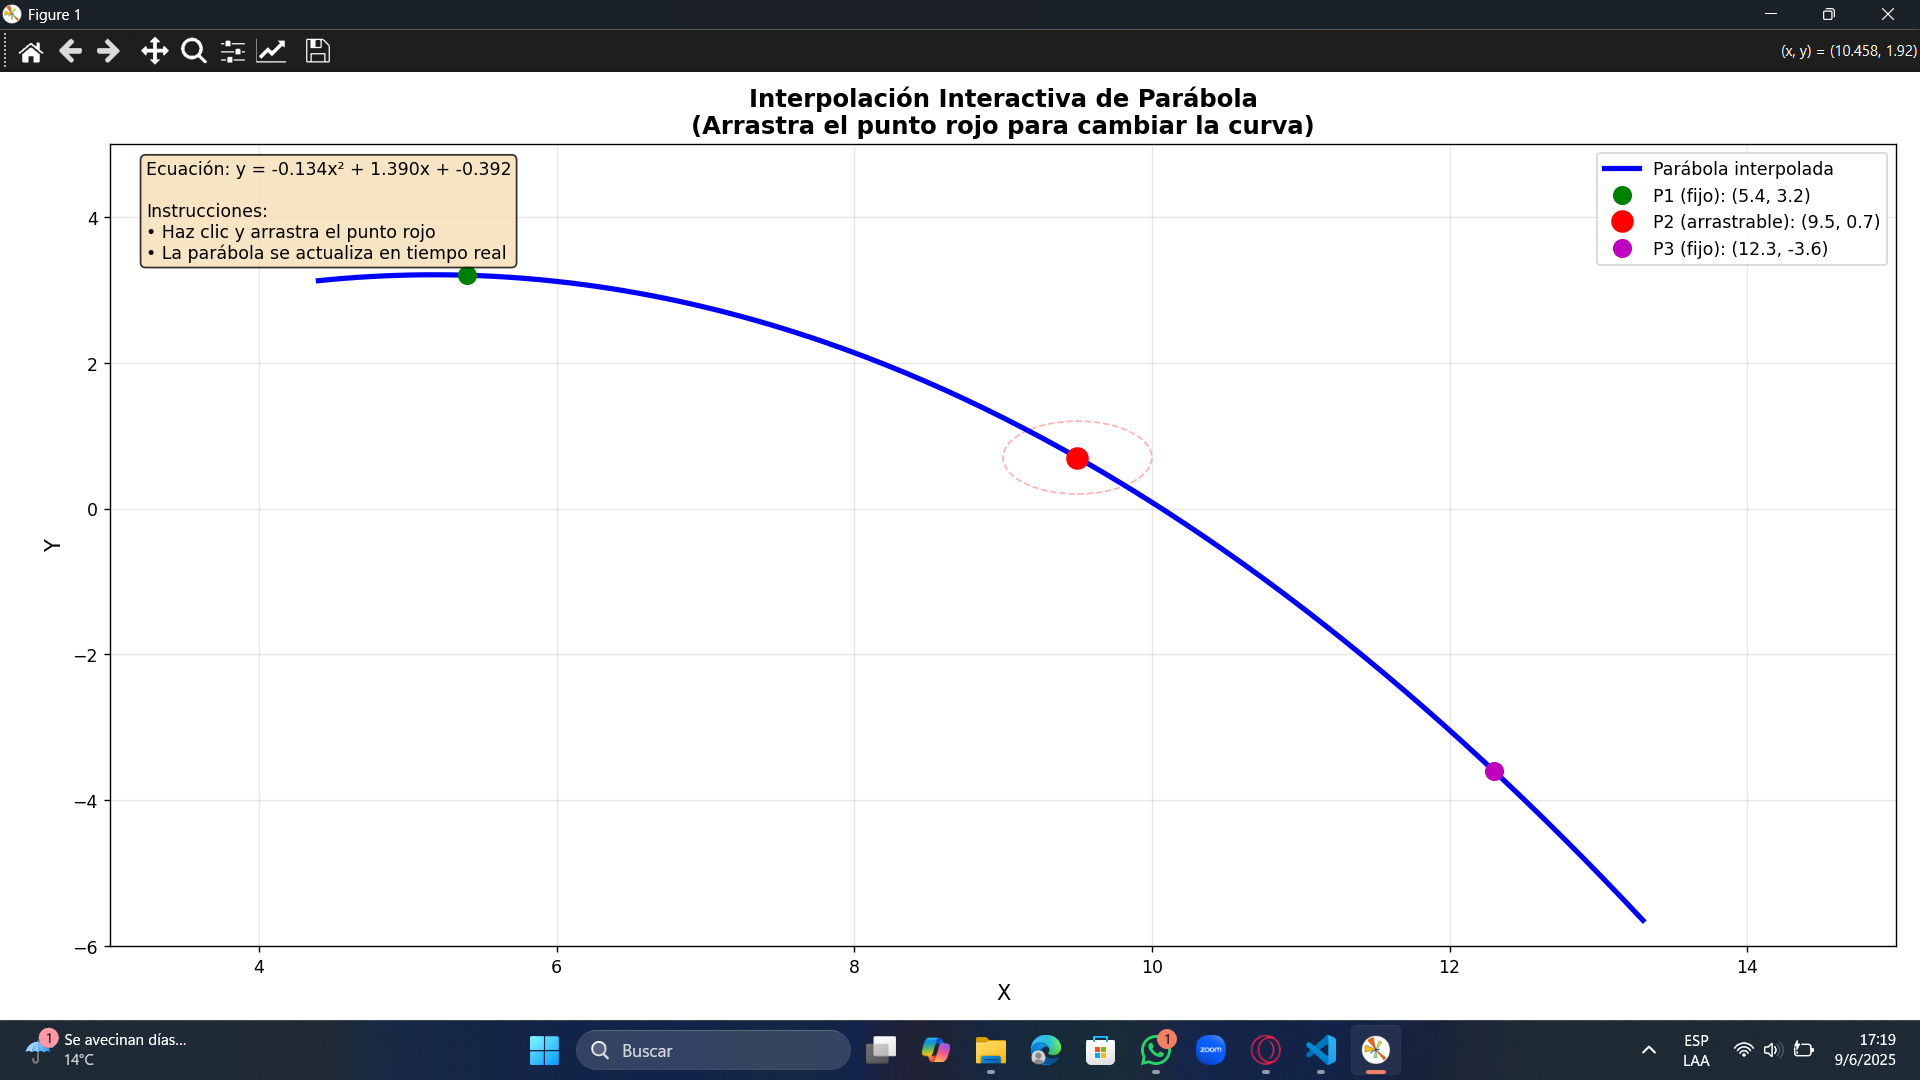 Figure 1
(x, y) = (10.458, 1.92)
Interpolación Interactiva de Parábola
(Arrastra el punto rojo para cambiar la curva)
Ecuación: y = -0.134x² + 1.390x + -0.392
Instrucciones:
• Haz clic y arrastra el punto rojo
• La parábola se actualiza en tiempo real
Parábola interpolada
P1 (fijo): (5.4, 3.2)
P2 (arrastrable): (9.5, 0.7)
P3 (fijo): (12.3, -3.6)
4
2
0
−2
−4
−6
Y
4 6 8 10 12 14
X
1
Se avecinan días...
14°C
Buscar
1
zoom
ESP
LAA
17:19
9/6/2025